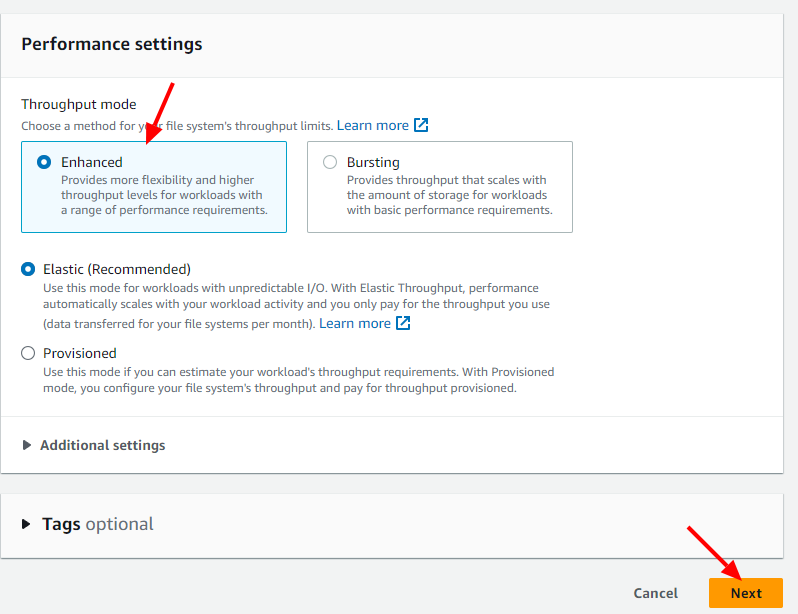 Performance settings
Throughput mode
Choose a method for your file system's throughput limits. Learn more
Enhanced
Provides more flexibility and higher
throughput levels for workloads with
a range of performance requirements.
Bursting
Provides throughput that scales with
the amount of storage for workloads
with basic performance requirements.
Elastic (Recommended)
Use this mode for workloads with unpredictable I/O. With Elastic Throughput, performance
automatically scales with your workload activity and you only pay for the throughput you use
(data transferred for your file systems per month). Learn more
Provisioned
Use this mode if you can estimate your workload's throughput requirements. With Provisioned
mode, you configure your file system's throughput and pay for throughput provisioned.
Additional settings
Tags optional
Cancel Next